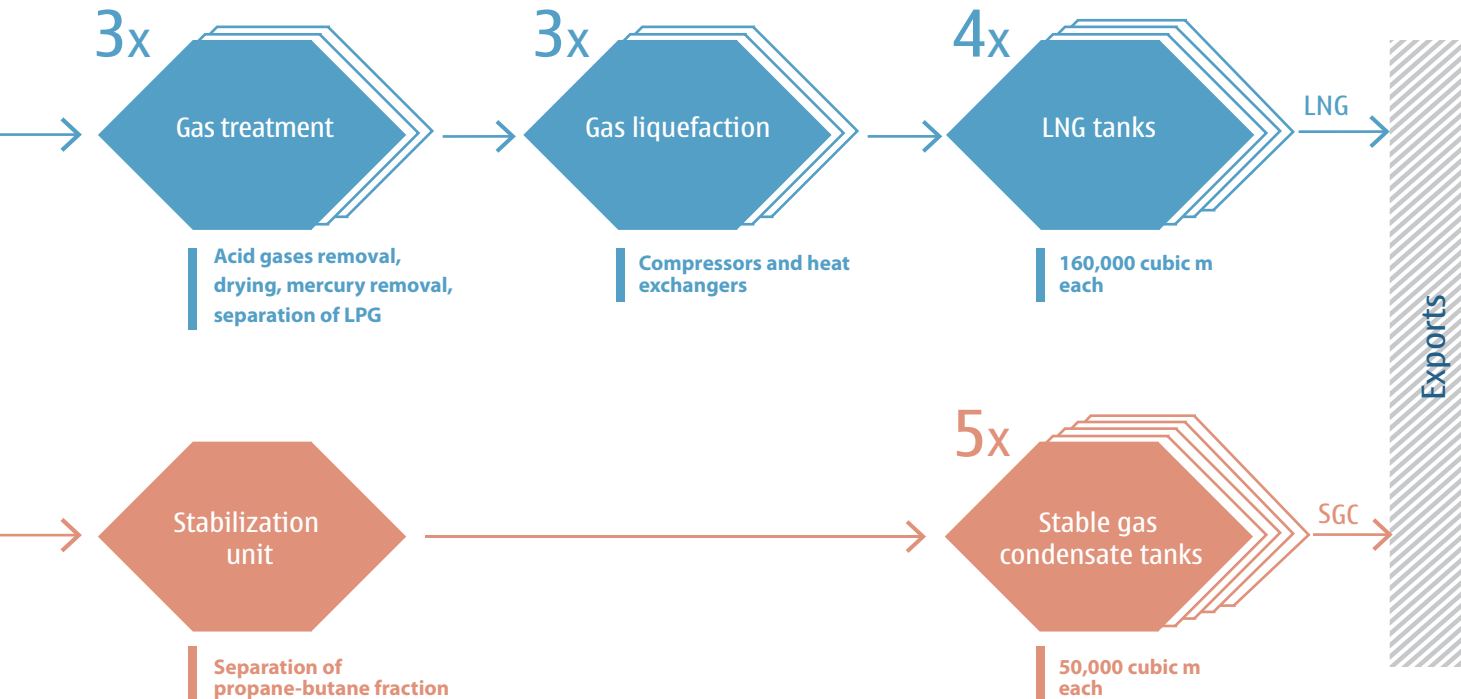 3x
Gas treatment
Acid gases removal,
drying, mercury removal,
separation of LPG
3x
Gas liquefaction
Compressors and heat
exchangers
4x
LNG tanks
160,000 cubic m
each
LNG
Exports
Stabilization
unit
Separation of
propane-butane fraction
5x
Stable gas
condensate tanks
50,000 cubic m
each
SGC